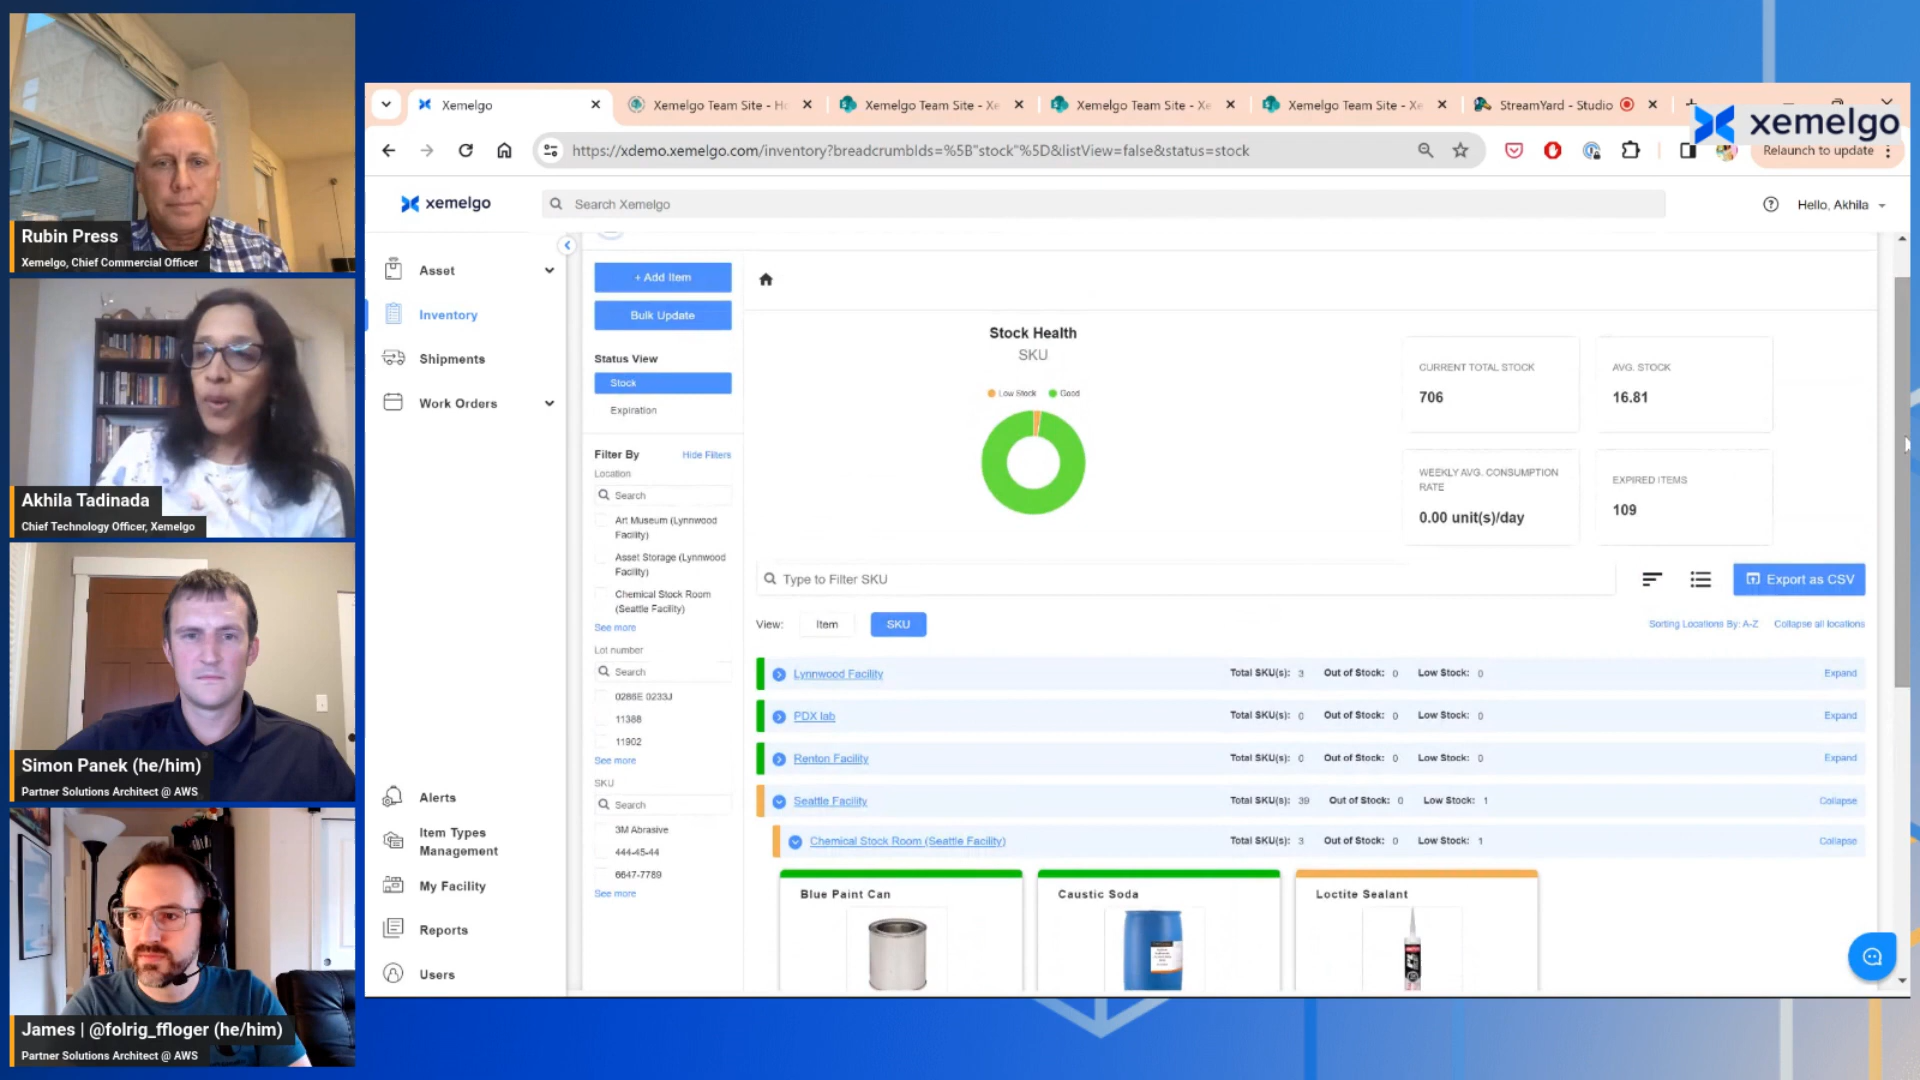 Rubin Press
Xemelgo, Chief Commercial Officer
Akhila Tadinada
Chief Technology Officer, Xemelgo
Simon Panek (he/him)
Partner Solutions Architect @ AWS
James | @folrig_ffloger (he/him)
Partner Solutions Architect @ AWS
Xemelgo
Xemelgo Team Site - Ho
Xemelgo Team Site - Xe
Xemelgo Team Site - Xe
Xemelgo Team Site - Xe
StreamYard - Studio
xemelgo
https://xdemo.xemelgo.com/inventory?breadcrumbIds=%5B"stock"%5D&listView=false&status=stock
Relaunch to update
xemelgo
Search Xemelgo
Hello, Akhila
Asset
Inventory
Shipments
Work Orders
Alerts
Item Types
Management
My Facility
Reports
Users
+ Add Item
Bulk Update
Status View
Stock
Expiration
Filter By
Hide Filters
Location
Search
Art Museum (Lynnwood
Facility)
Asset Storage (Lynnwood
Facility)
Chemical Stock Room
(Seattle Facility)
See more
Lot number
Search
0286E 0233J
11388
11902
See more
SKU
Search
3M Abrasive
444-45-44
6647-7789
See more
Stock Health
SKU
Low Stock
Good
CURRENT TOTAL STOCK
706
AVG. STOCK
16.81
WEEKLY AVG. CONSUMPTION
RATE
0.00 unit(s)/day
EXPIRED ITEMS
109
Type to Filter SKU
Export as CSV
View:
Item
SKU
Sorting Locations By: A-Z
Collapse all locations
Lynnwood Facility
Total SKU(s): 3
Out of Stock: 0
Low Stock: 0
Expand
PDX lab
Total SKU(s): 0
Out of Stock: 0
Low Stock: 0
Expand
Renton Facility
Total SKU(s): 0
Out of Stock: 0
Low Stock: 0
Expand
Seattle Facility
Total SKU(s): 39
Out of Stock: 0
Low Stock: 1
Collapse
Chemical Stock Room (Seattle Facility)
Total SKU(s): 3
Out of Stock: 0
Low Stock: 1
Collapse
Blue Paint Can
Caustic Soda
Loctite Sealant